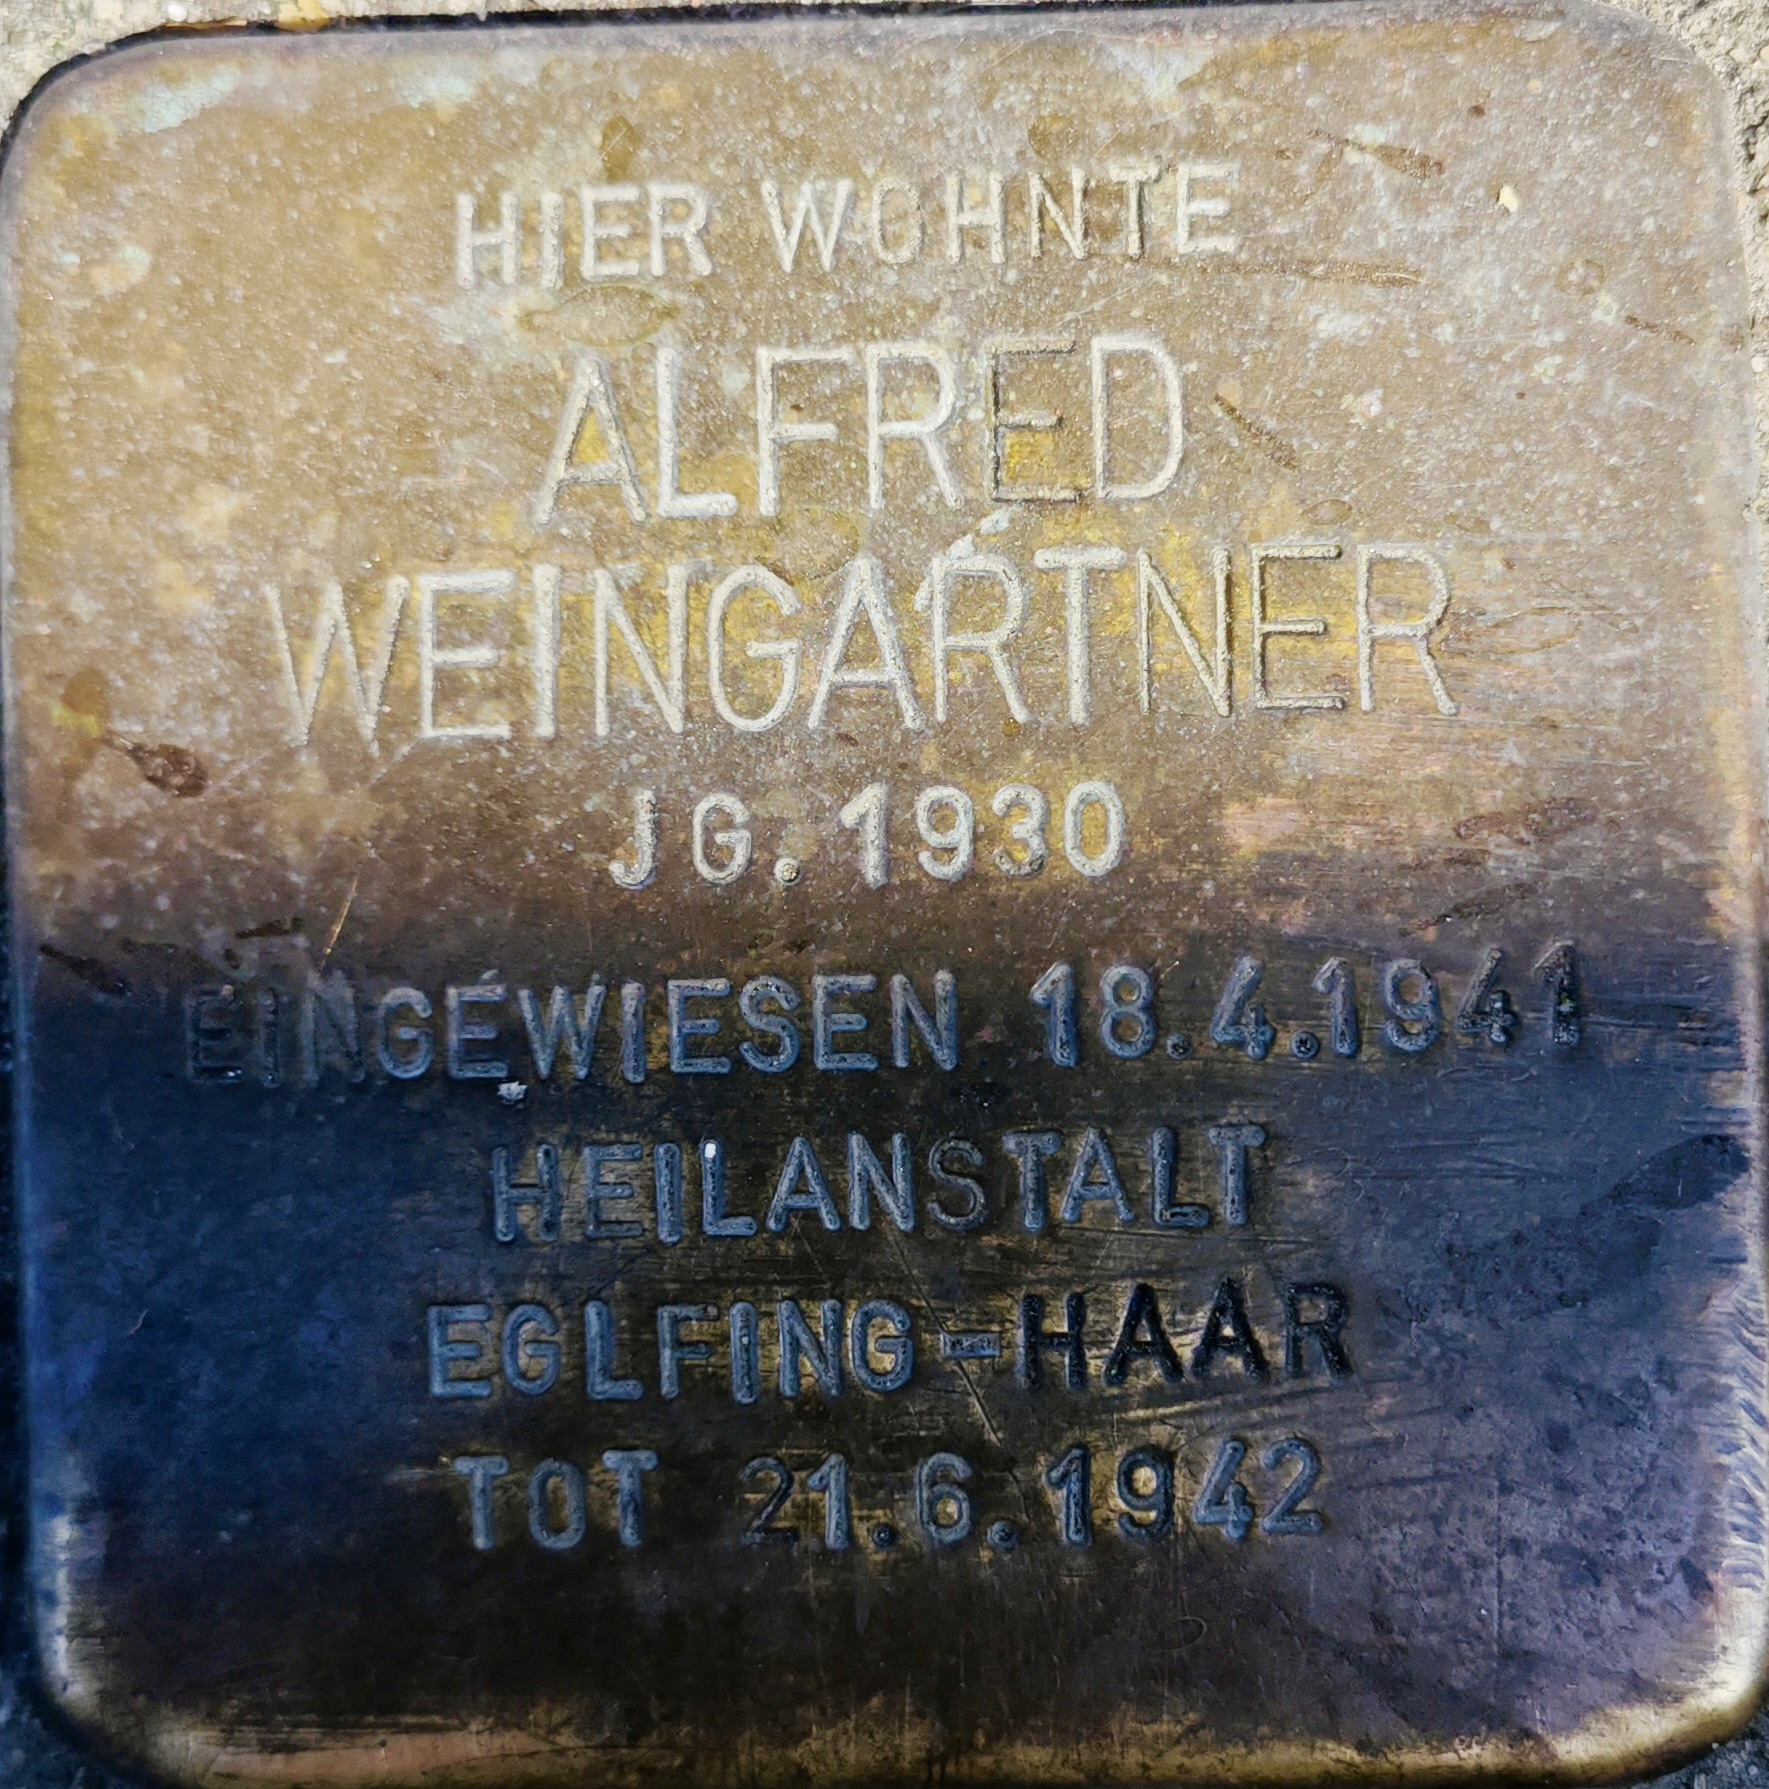 HIER WOHNTE
ALFRED
WEINGARTNER
JG. 1930
EINGEWIESEN 18.4.1941
HEILANSTALT
EGLFING-HAAR
TOT 21.6.1942